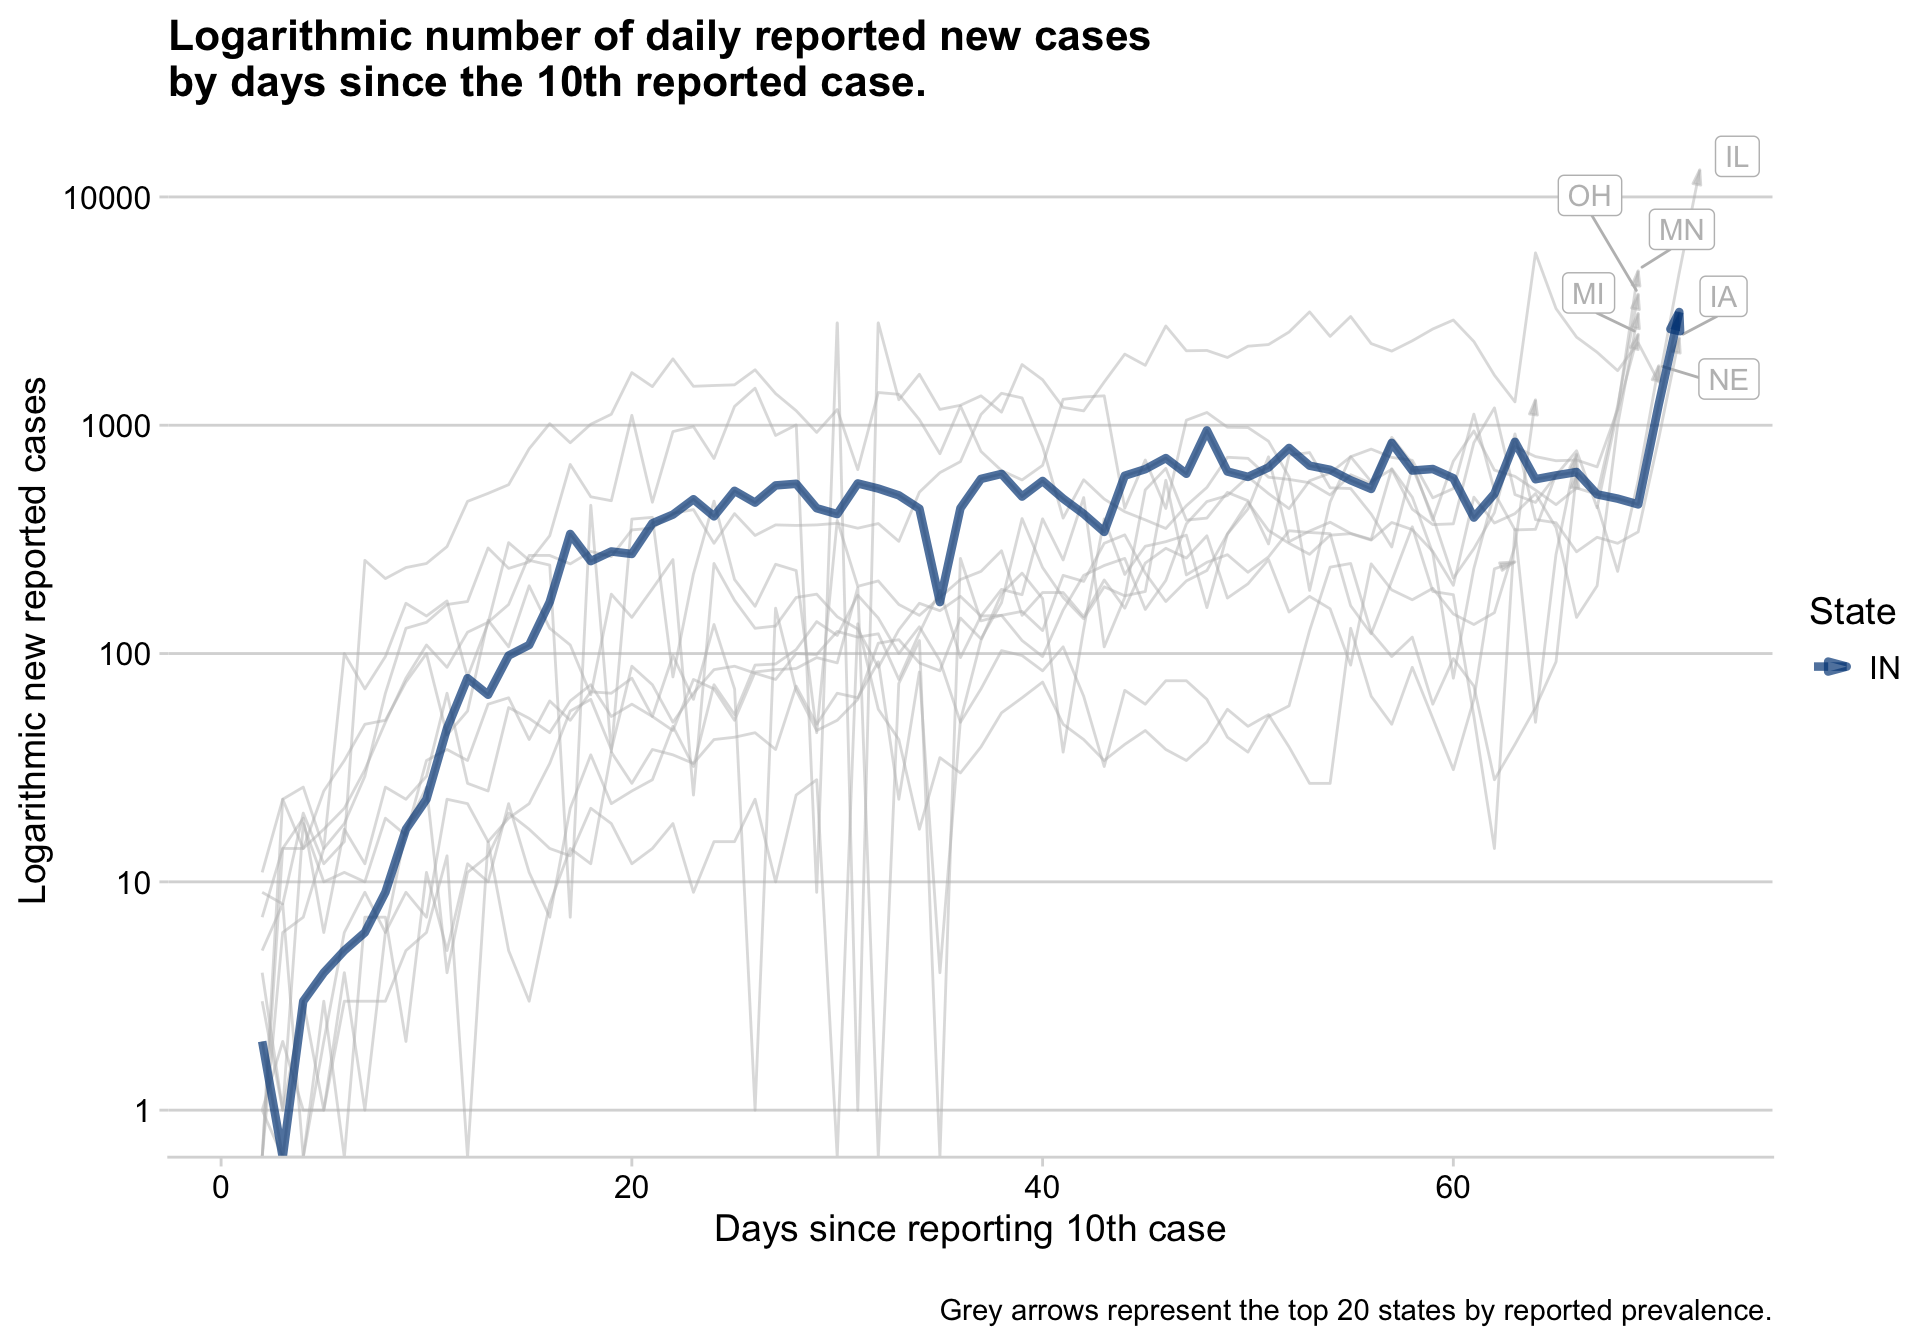 Logarithmic number of daily reported new cases
by days since the 10th reported case.
IL
OH
MN
MI
IA
NE
10000
1000
100
10
1
Logarithmic new reported cases
0
20
40
60
Days since reporting 10th case
State
IN
Grey arrows represent the top 20 states by reported prevalence.